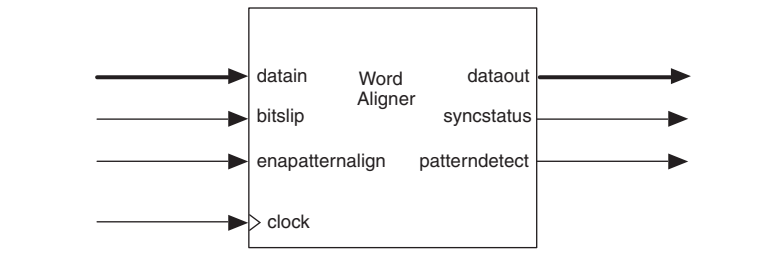 datain
Word
Aligner
dataout
bitslip
syncstatus
enapatternalign
patterndetect
clock